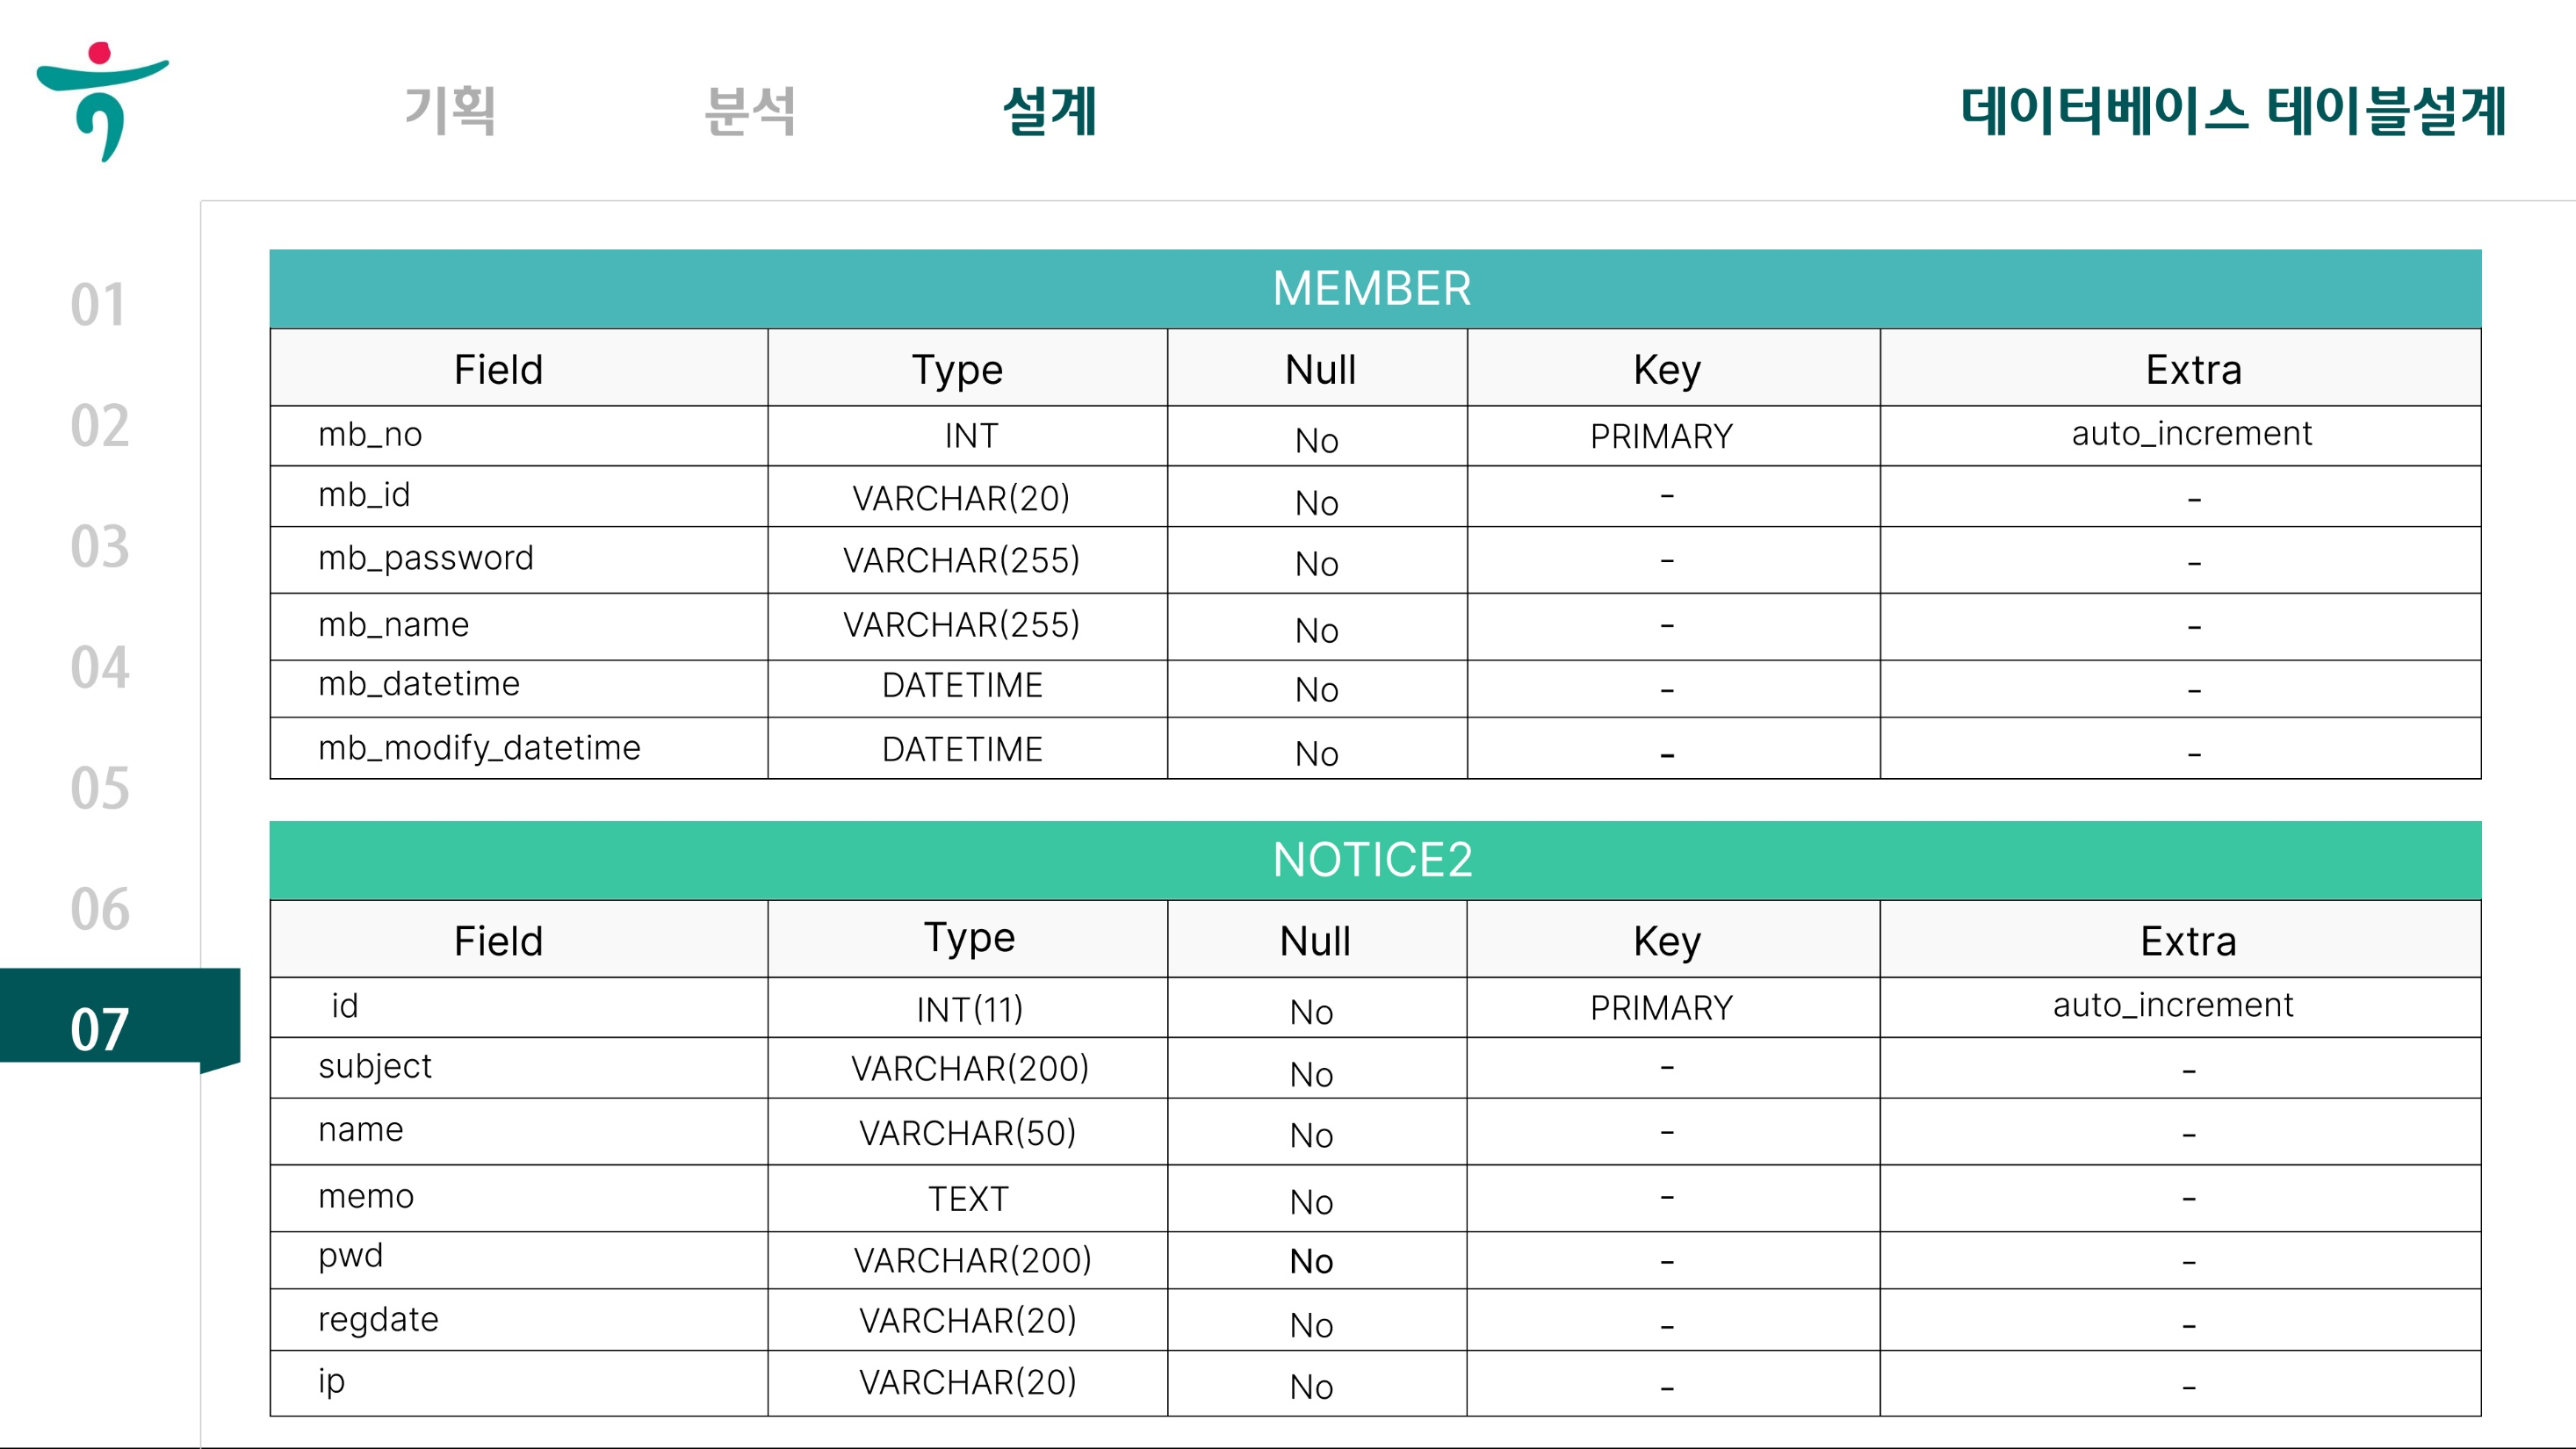 기획 분석 설계 데이터베이스 테이블설계
01
02
03
04
05
06
07
MEMBER
Field Type Null Key Extra
mb_no INT No PRIMARY auto_increment
mb_id VARCHAR(20) No - -
mb_password VARCHAR(255) No - -
mb_name VARCHAR(255) No - -
mb_datetime DATETIME No - -
mb_modify_datetime DATETIME No - -
NOTICE2
Field Type Null Key Extra
id INT(11) No PRIMARY auto_increment
subject VARCHAR(200) No - -
name VARCHAR(50) No - -
memo TEXT No - -
pwd VARCHAR(200) No - -
regdate VARCHAR(20) No - -
ip VARCHAR(20) No - -